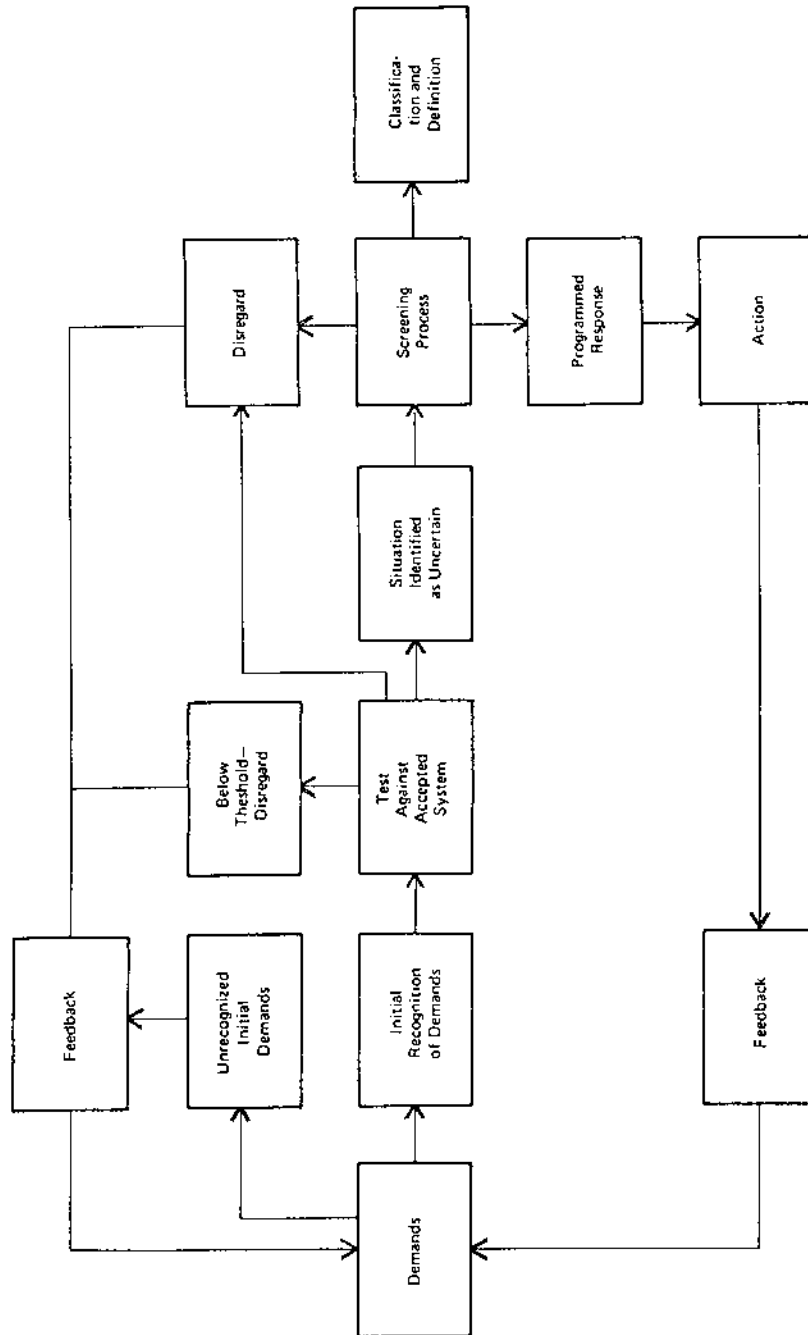 Feedback
Unrecognized
Initial
Demands
Below
Threshold—
Disregard
Disregard
Demands
Initial
Recognition
of Demands
Test
Against
Accepted
System
Situation
Identified
as Uncertain
Screening
Process
Classifica-
tion and
Definition
Programmed
Response
Feedback
Action